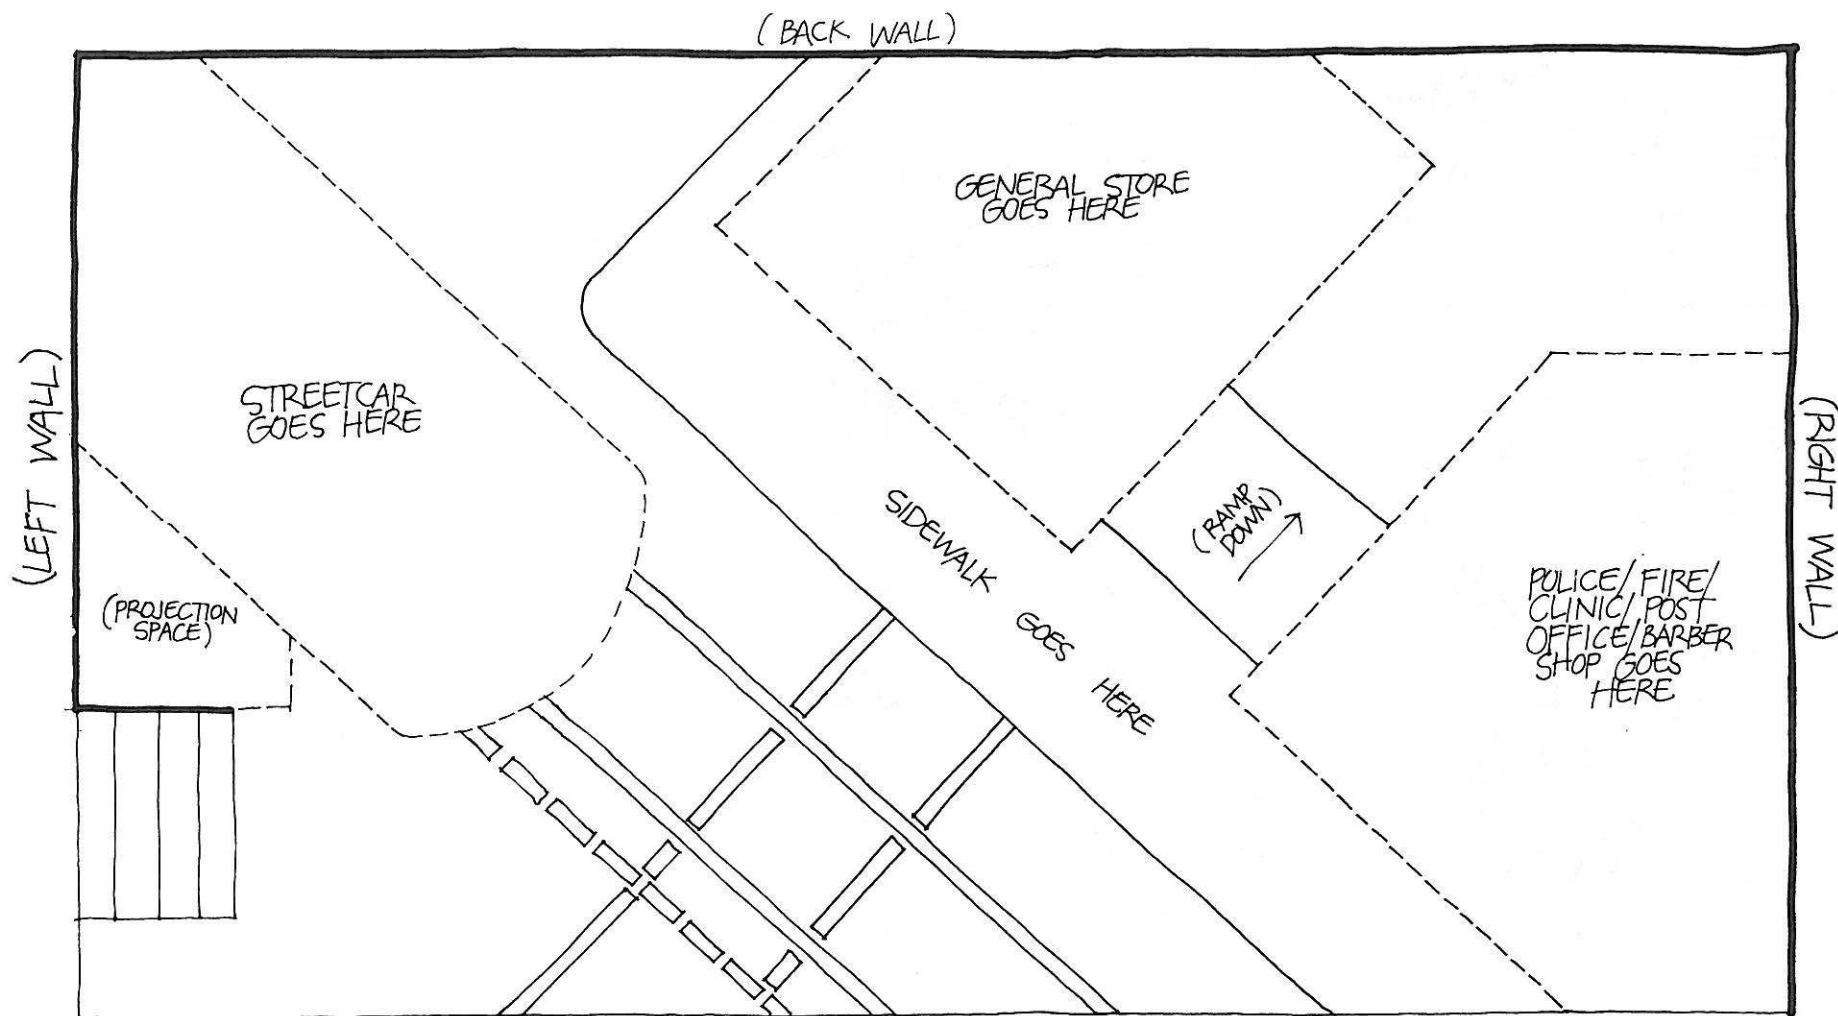 (BACK WALL)
GENERAL STORE
GOES HERE
STREETCAR
GOES HERE
(LEFT WALL)
(RIGHT WALL)
SIDEWALK GOES HERE
(RAMP
DOWN)
(PROJECTION
SPACE)
POLICE/FIRE/
CLINIC/POST
OFFICE/BARBER
SHOP GOES
HERE